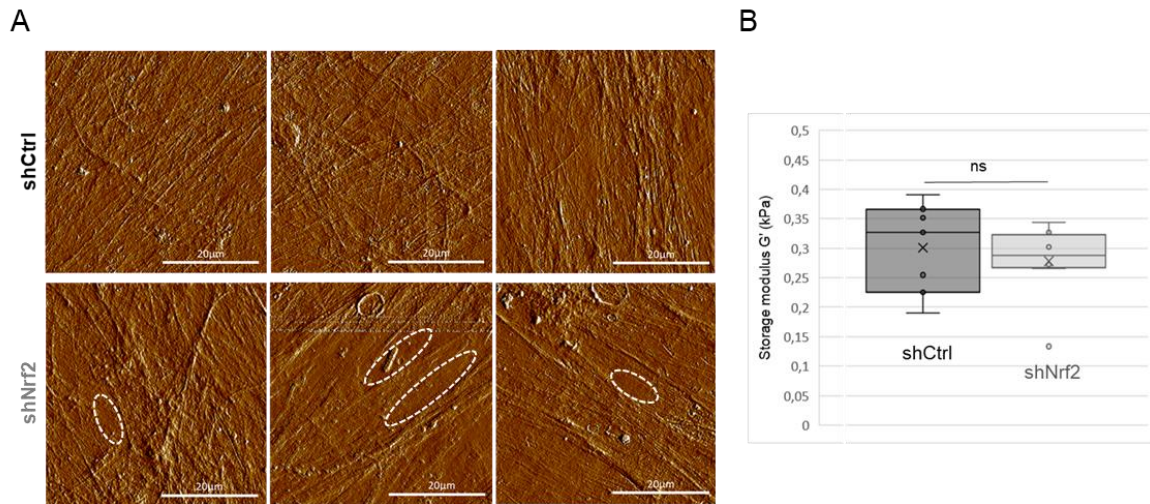 A
B
shCtrl
20µm
20µm
20µm
shNrf2
20µm
20µm
20µm
Storage modulus G' (kPa)
0,5
0,45
0,4
0,35
0,3
0,25
0,2
0,15
0,1
0,05
0
ns
shCtrl
shNrf2